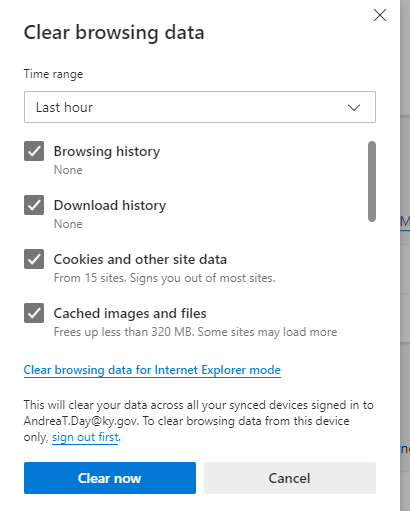 Clear browsing data
Time range
Last hour
Browsing history
None
Download history
None
Cookies and other site data
From 15 sites. Signs you out of most sites.
Cached images and files
Frees up less than 320 MB. Some sites may load more
Clear browsing data for Internet Explorer mode
This will clear your data across all your synced devices signed in to
AndreaT.Day@ky.gov. To clear browsing data from this device
only, sign out first.
Clear now
Cancel